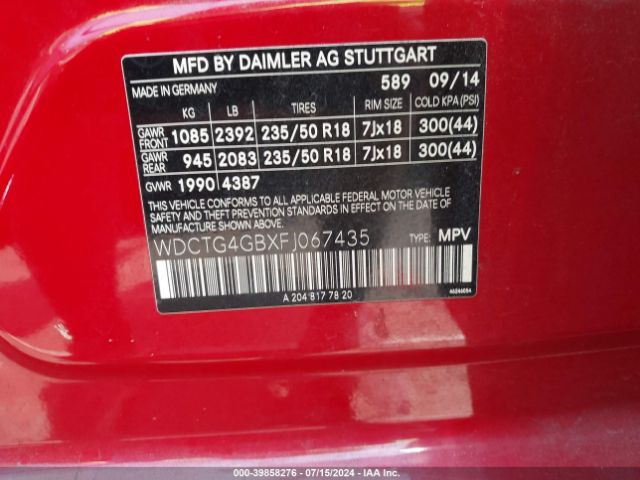 MFD BY DAIMLER AG STUTTGART
MADE IN GERMANY 589 09/14
KG LB TIRES RIM SIZE COLD KPA (PSI)
GAWR FRONT 1085 2392 235/50 R18 7Jx18 300(44)
GAWR REAR 945 2083 235/50 R18 7Jx18 300(44)
GVWR 1990 4387
THIS VEHICLE CONFORMS TO ALL APPLICABLE FEDERAL MOTOR VEHICLE
SAFETY, BUMPER, AND THEFT PREVENTION STANDARDS IN EFFECT ON THE DATE OF
MANUFACTURE SHOWN ABOVE.
WDCTG4GBXFJ067435 TYPE: MPV
A 204 817 78 20
46246054
000-39858276 - 07/15/2024 - IAA Inc.